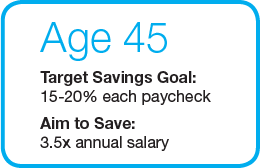 Age 45
Target Savings Goal:
15-20% each paycheck
Aim to Save:
3.5x annual salary